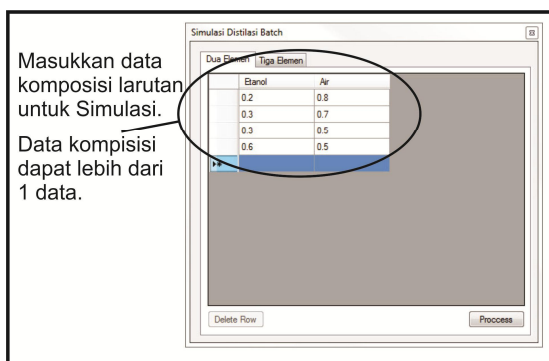 Masukkan data
komposisi larutan
untuk Simulasi.
Data kompisisi
dapat lebih dari
1 data.
Simulasi Distilasi Batch
Dua Elemen Tiga Elemen
Etanol Air
0.2 0.8
0.3 0.7
0.3 0.5
0.6 0.5
Delete Row Proccess